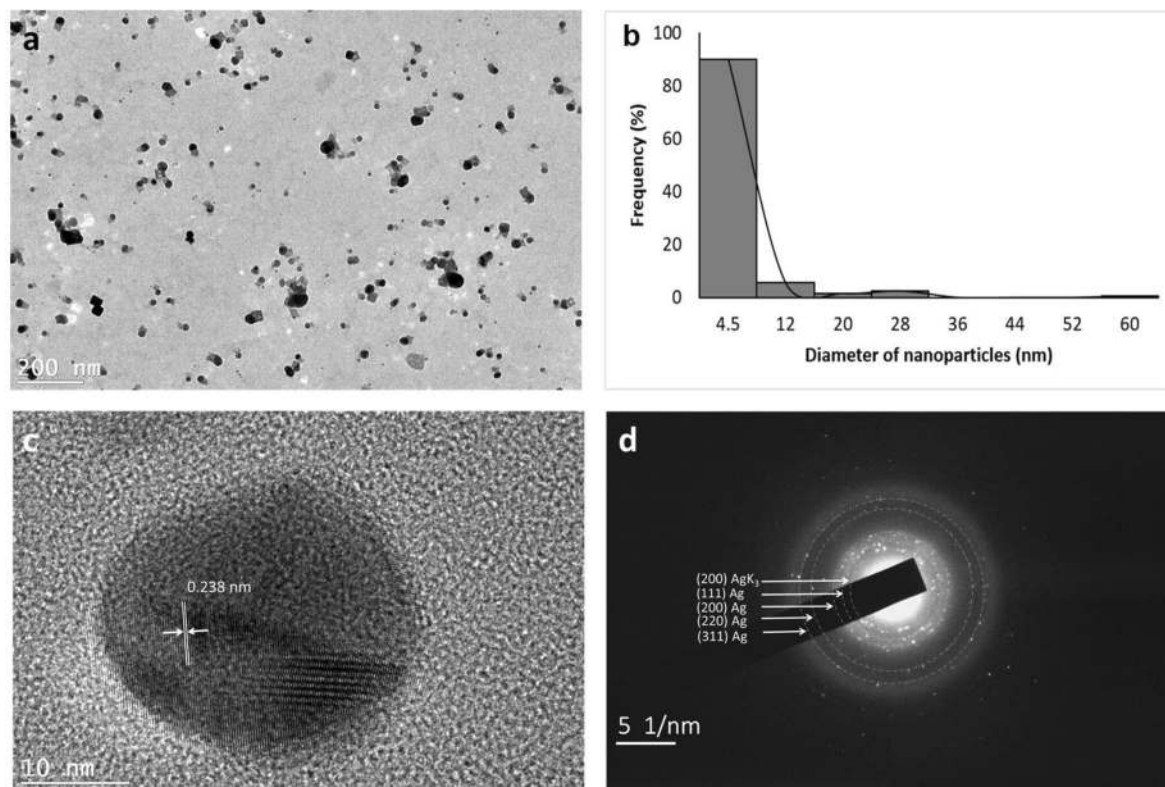 a
200 nm
b
Frequency (%)
100
80
60
40
20
0
4.5 12 20 28 36 44 52 60
Diameter of nanoparticles (nm)
c
0.238 nm
10 nm
d
(200) AgK₃
(111) Ag
(200) Ag
(220) Ag
(311) Ag
5 1/nm